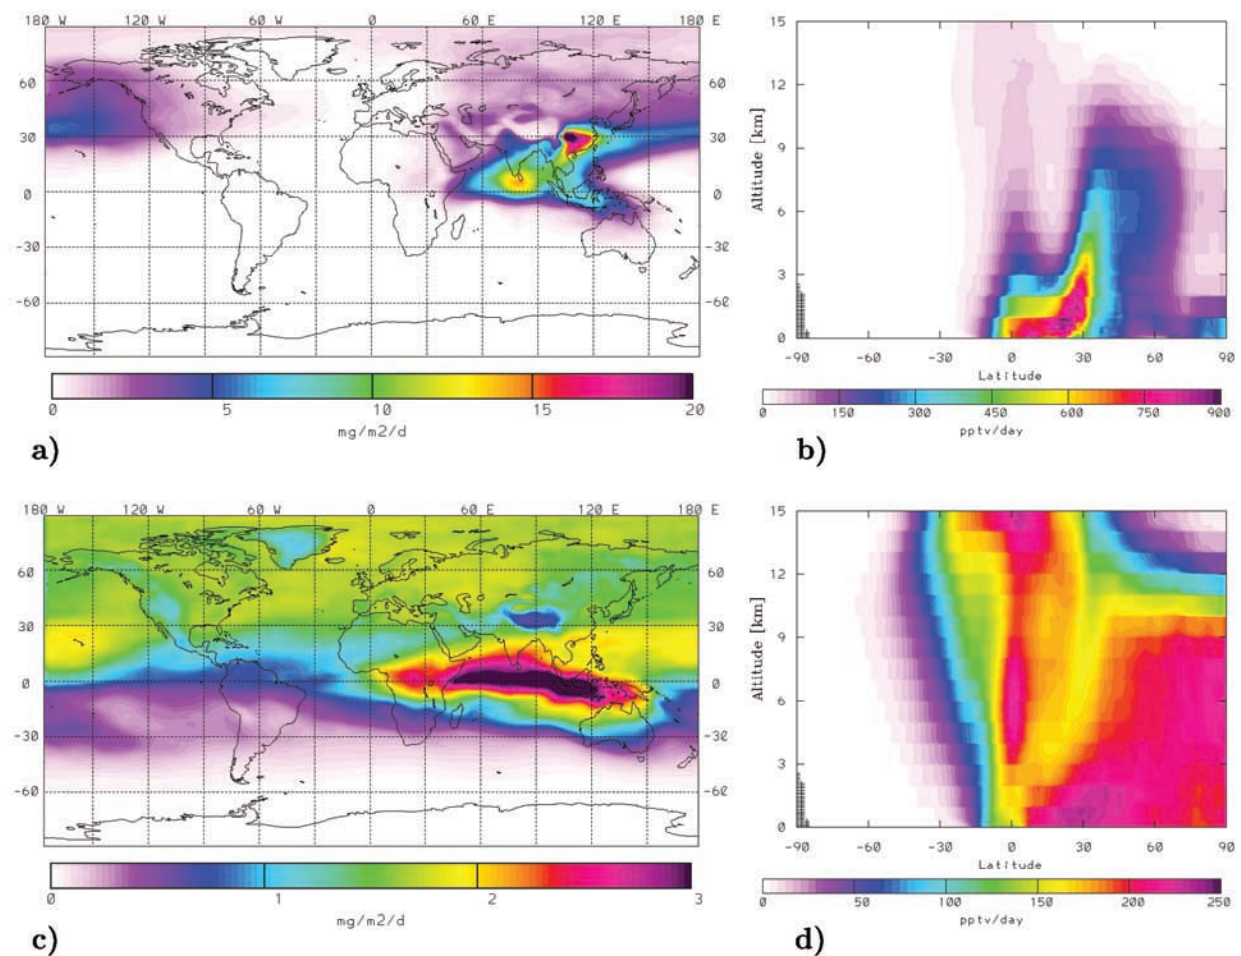 180 W 120 W 60 W 0 60 E 120 E 180 E
60 60
30 30
0 0
-30 -30
-60 -60
0 5 10 15 20
mg/m2/d
a)
15
12
9
6
3
0
Altitude [km]
-90 -60 -30 0 30 60 90
Latitude
0 150 300 450 600 750 900
pptv/day
b)
180 W 120 W 60 W 0 60 E 120 E 180 E
60 60
30 30
0 0
-30 -30
-60 -60
0 1 2 3
mg/m2/d
c)
15
12
9
6
3
0
Altitude [km]
-90 -60 -30 0 30 60 90
Latitude
0 50 100 150 200 250
pptv/day
d)